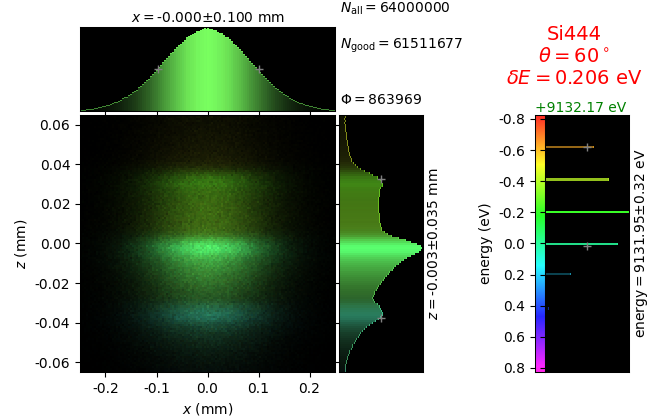 x = -0.000±0.100 mm
N_all = 64000000
N_good = 61511677
Φ = 863969
Si444
θ = 60°
δE = 0.206 eV
+9132.17 eV
0.06
0.04
0.02
0.00
-0.02
-0.04
-0.06
z (mm)
-0.2
-0.1
0.0
0.1
0.2
x (mm)
z = -0.003±0.035 mm
-0.8
-0.6
-0.4
-0.2
0.0
0.2
0.4
0.6
0.8
energy (eV)
energy = 9131.95±0.32 eV